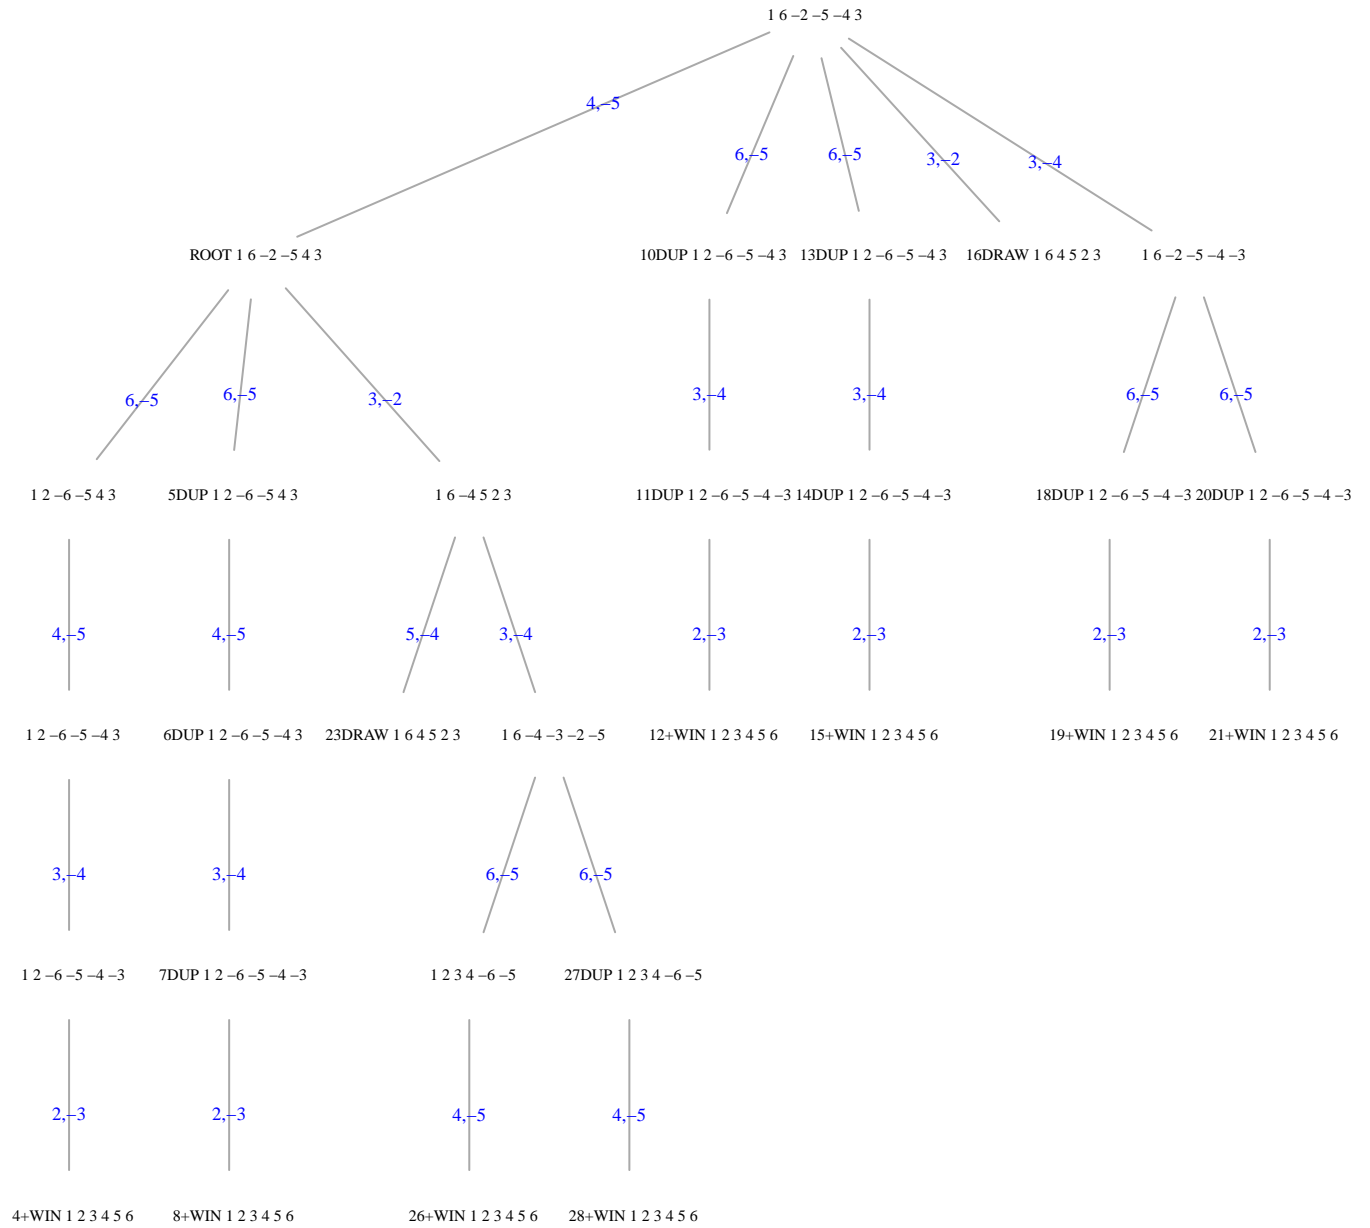 1 6 −2 −5 −4 3
4,−5
6,−5
6,−5
3,−2
3,−4
ROOT 1 6 −2 −5 4 3
10DUP 1 2 −6 −5 −4 3
13DUP 1 2 −6 −5 −4 3
16DRAW 1 6 4 5 2 3
1 6 −2 −5 −4 −3
6,−5
6,−5
3,−2
3,−4
3,−4
6,−5
6,−5
1 2 −6 −5 4 3
5DUP 1 2 −6 −5 4 3
1 6 −4 5 2 3
11DUP 1 2 −6 −5 −4 −3
14DUP 1 2 −6 −5 −4 −3
18DUP 1 2 −6 −5 −4 −3
20DUP 1 2 −6 −5 −4 −3
4,−5
4,−5
5,−4
3,−4
2,−3
2,−3
2,−3
2,−3
1 2 −6 −5 −4 3
6DUP 1 2 −6 −5 −4 3
23DRAW 1 6 4 5 2 3
1 6 −4 −3 −2 −5
12+WIN 1 2 3 4 5 6
15+WIN 1 2 3 4 5 6
19+WIN 1 2 3 4 5 6
21+WIN 1 2 3 4 5 6
3,−4
3,−4
6,−5
6,−5
1 2 −6 −5 −4 −3
7DUP 1 2 −6 −5 −4 −3
1 2 3 4 −6 −5
27DUP 1 2 3 4 −6 −5
2,−3
2,−3
4,−5
4,−5
4+WIN 1 2 3 4 5 6
8+WIN 1 2 3 4 5 6
26+WIN 1 2 3 4 5 6
28+WIN 1 2 3 4 5 6